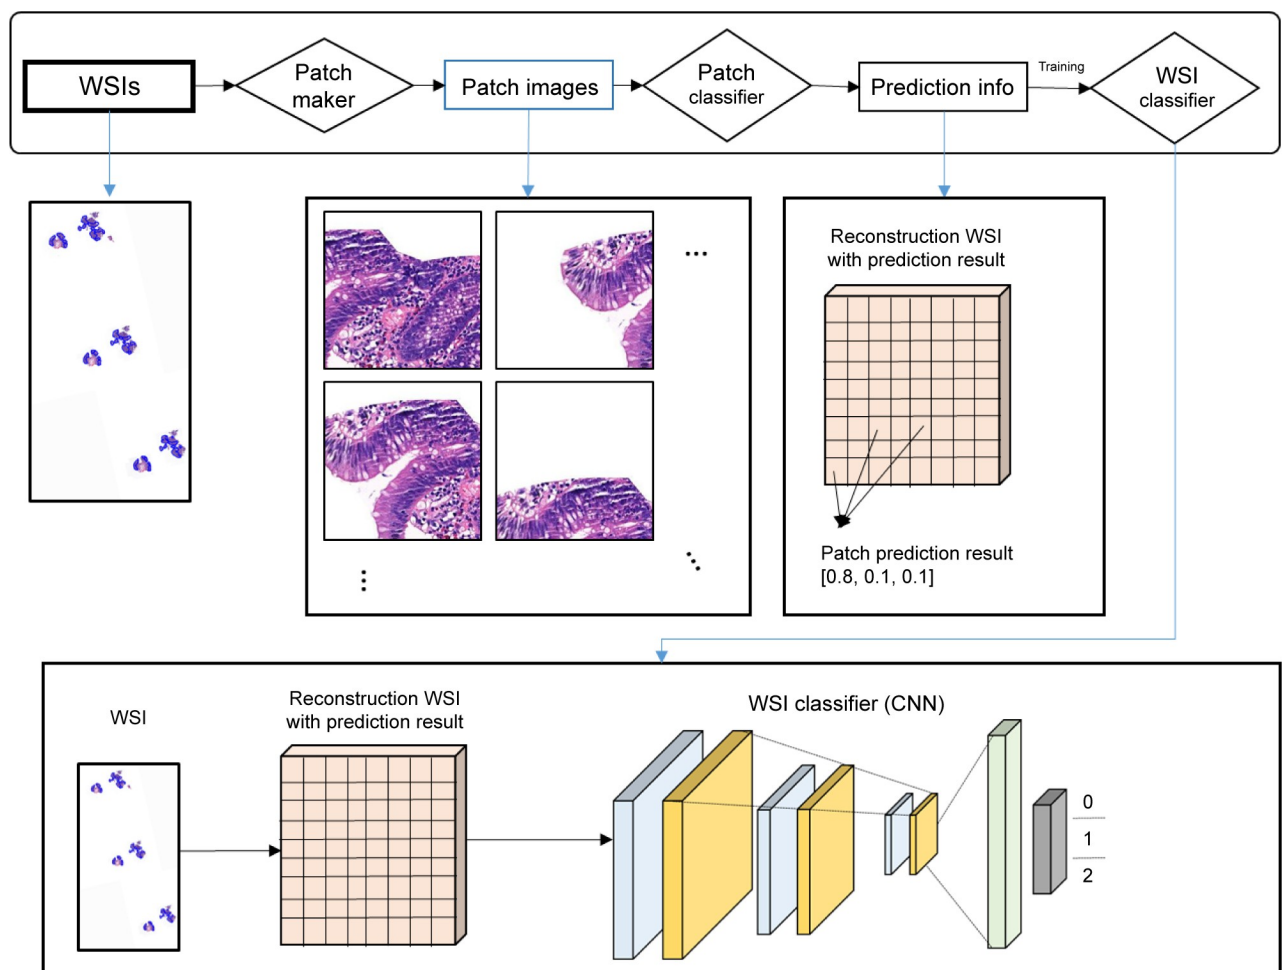 WSIs
Patch
maker
Patch images
Patch
classifier
Prediction info
Training
WSI
classifier
...
Reconstruction WSI
with prediction result
Patch prediction result
[0.8, 0.1, 0.1]
WSI
Reconstruction WSI
with prediction result
WSI classifier (CNN)
0
1
2